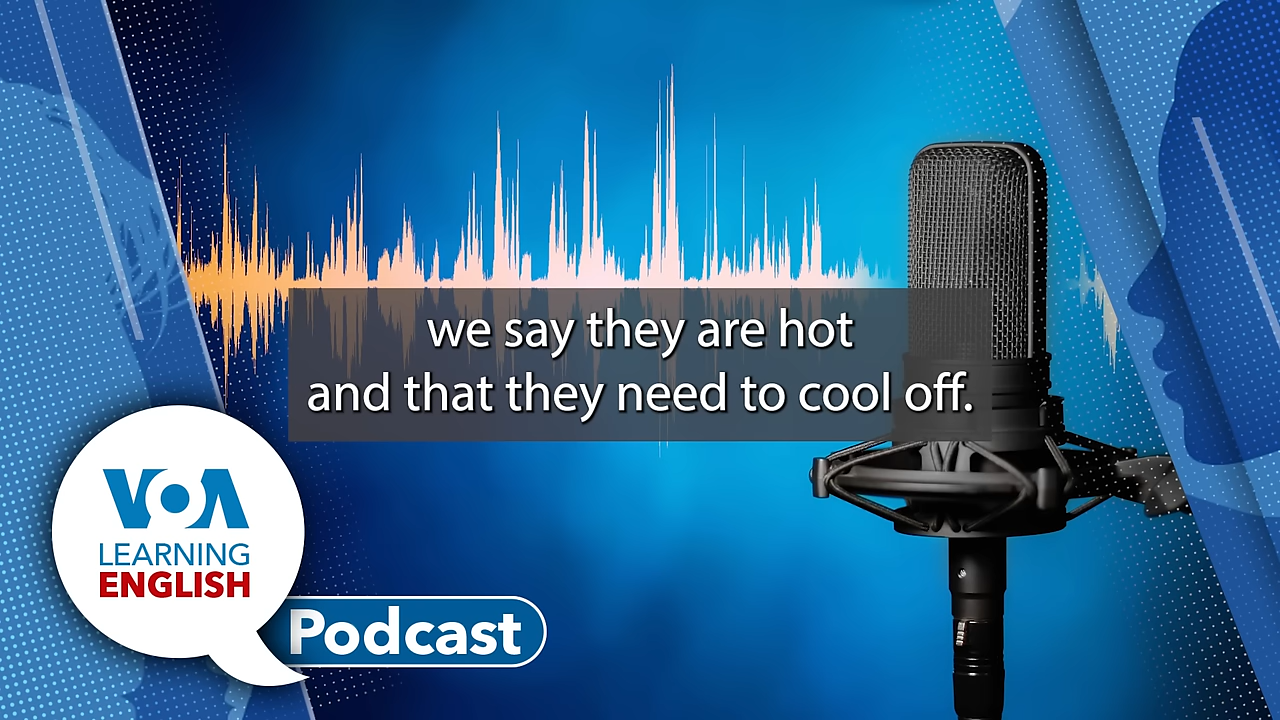 we say they are hot
and that they need to cool off.
VOA
LEARNING
ENGLISH
Podcast